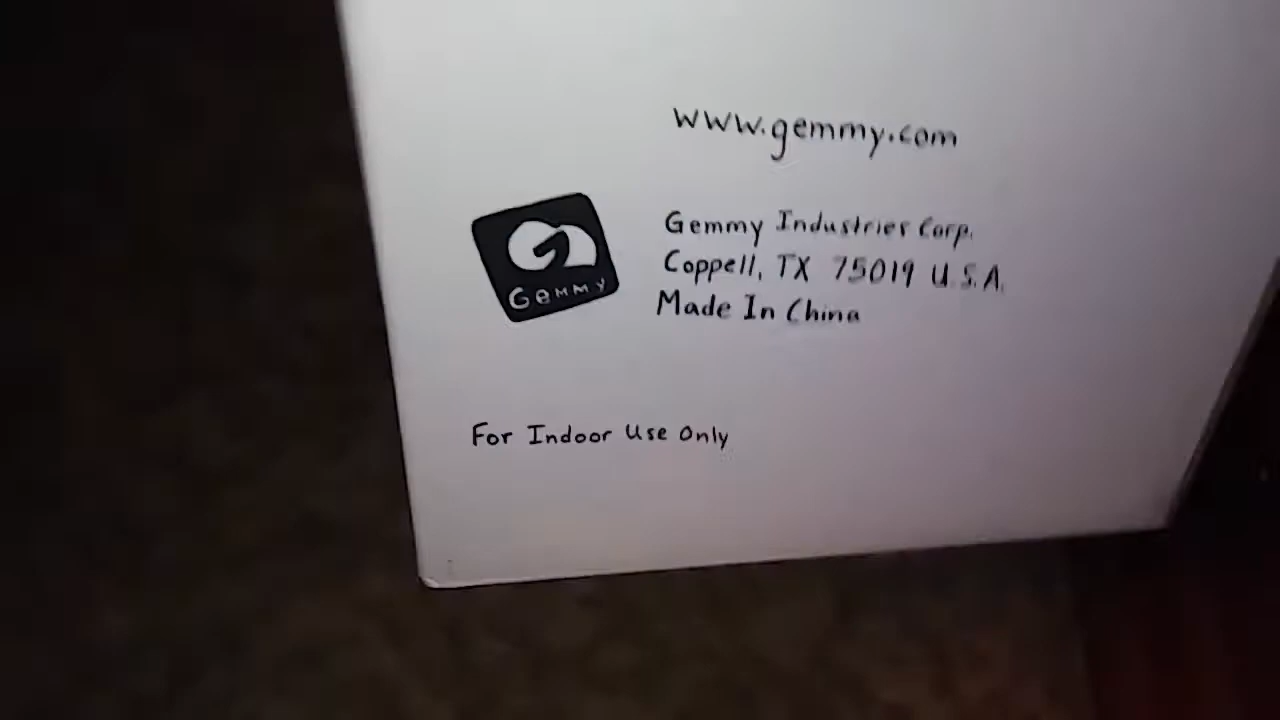 www.gemmy.com
Gemmy
Gemmy Industries Corp.
Coppell, TX 75019 U.S.A.
Made In China
For Indoor Use Only